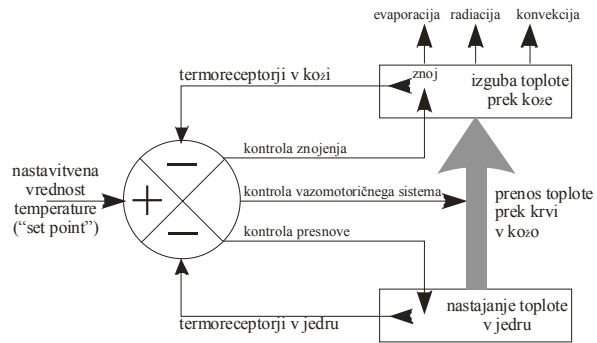 evaporacija radiacija konvekcija
termoreceptorji v koži
znoj
izguba toplote
prek kože
kontrola znojenja
nastavitvena
vrednost
temperature
(“set point”)
kontrola vazomotoričnega sistema
prenos toplote
prek krvi
v kožo
kontrola presnove
nastajanje toplote
v jedru
termoreceptorji v jedru